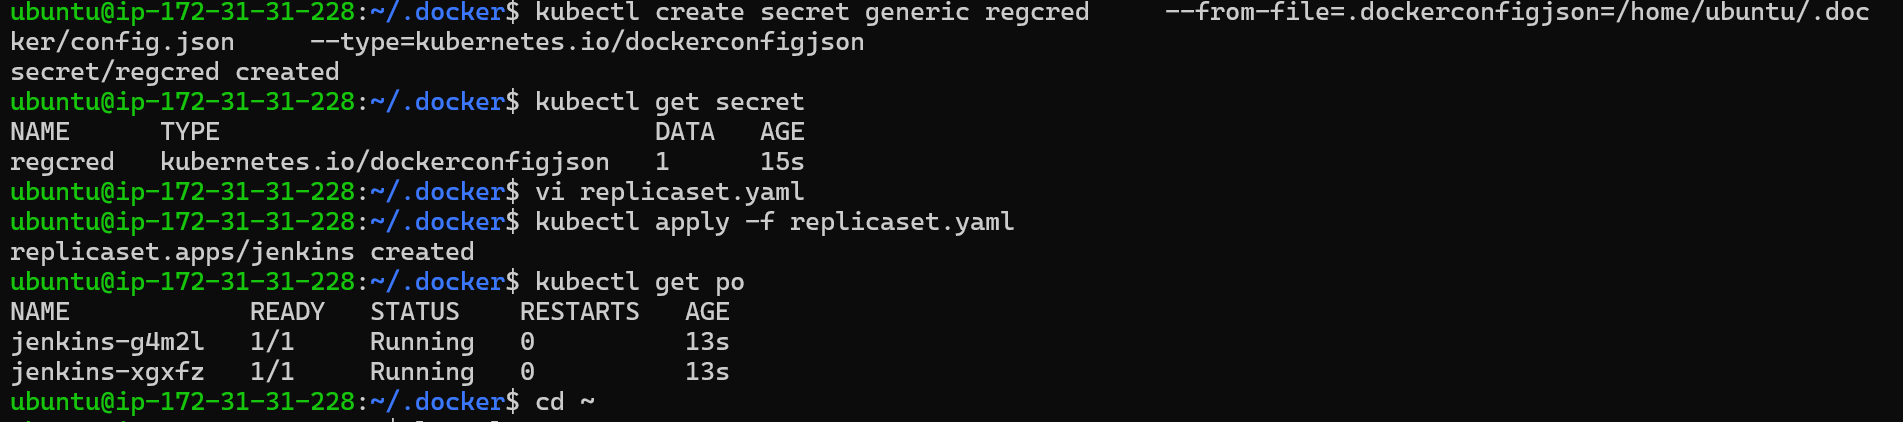 ubuntu@ip-172-31-31-228:~/.docker$ kubectl create secret generic regcred     --from-file=.dockerconfigjson=/home/ubuntu/.doc
ker/config.json     --type=kubernetes.io/dockerconfigjson
secret/regcred created
ubuntu@ip-172-31-31-228:~/.docker$ kubectl get secret
NAME      TYPE                             DATA   AGE
regcred   kubernetes.io/dockerconfigjson   1      15s
ubuntu@ip-172-31-31-228:~/.docker$ vi replicaset.yaml
ubuntu@ip-172-31-31-228:~/.docker$ kubectl apply -f replicaset.yaml
replicaset.apps/jenkins created
ubuntu@ip-172-31-31-228:~/.docker$ kubectl get po
NAME            READY   STATUS    RESTARTS   AGE
jenkins-g4m2l   1/1     Running   0          13s
jenkins-xgxfz   1/1     Running   0          13s
ubuntu@ip-172-31-31-228:~/.docker$ cd ~